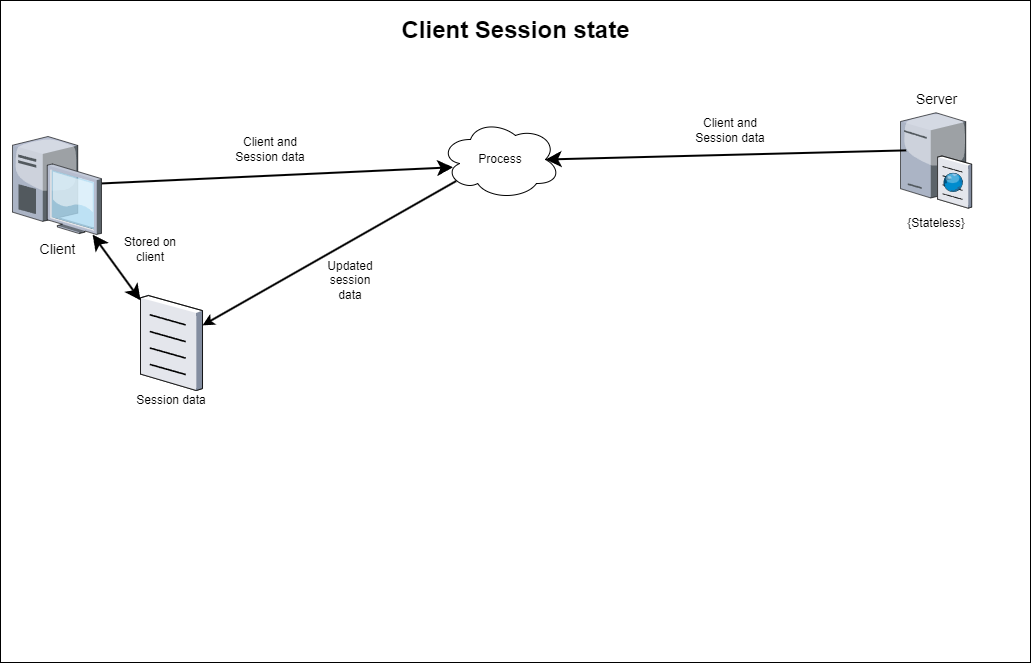 Client Session state
Server
Client and
Session data
Client and
Session data
Process
{Stateless}
Client
Stored on
client
Updated
session
data
Session data